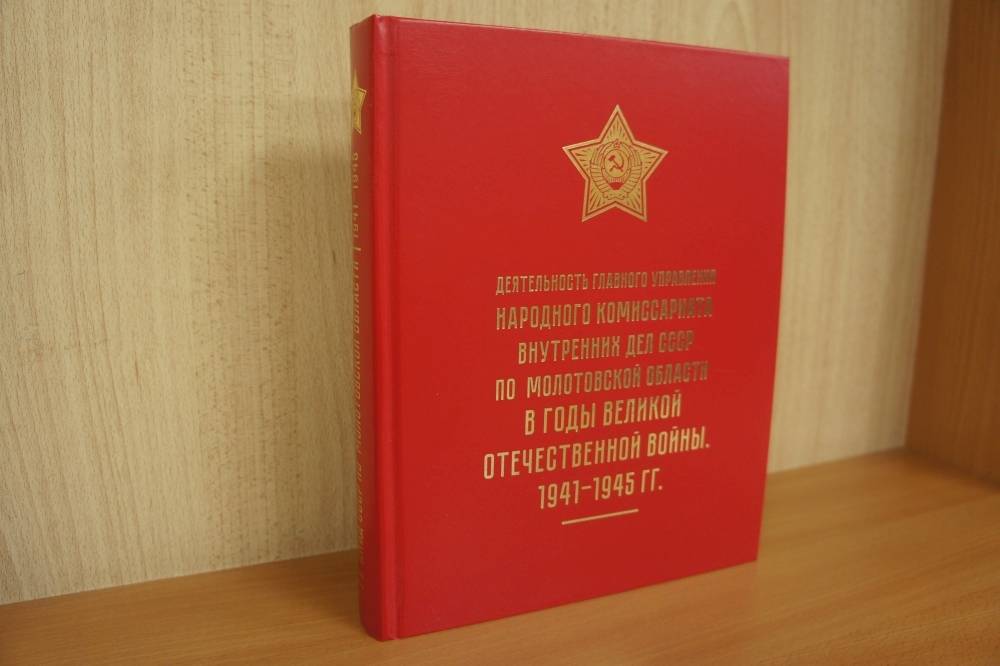 ДЕЯТЕЛЬНОСТЬ ГЛАВНОГО УПРАВЛЕНИЯ
НАРОДНОГО КОМИССАРИАТА
ВНУТРЕННИХ ДЕЛ СССР
ПО МОЛОТОВСКОЙ ОБЛАСТИ
В ГОДЫ ВЕЛИКОЙ
ОТЕЧЕСТВЕННОЙ ВОЙНЫ.
1941–1945 ГГ.